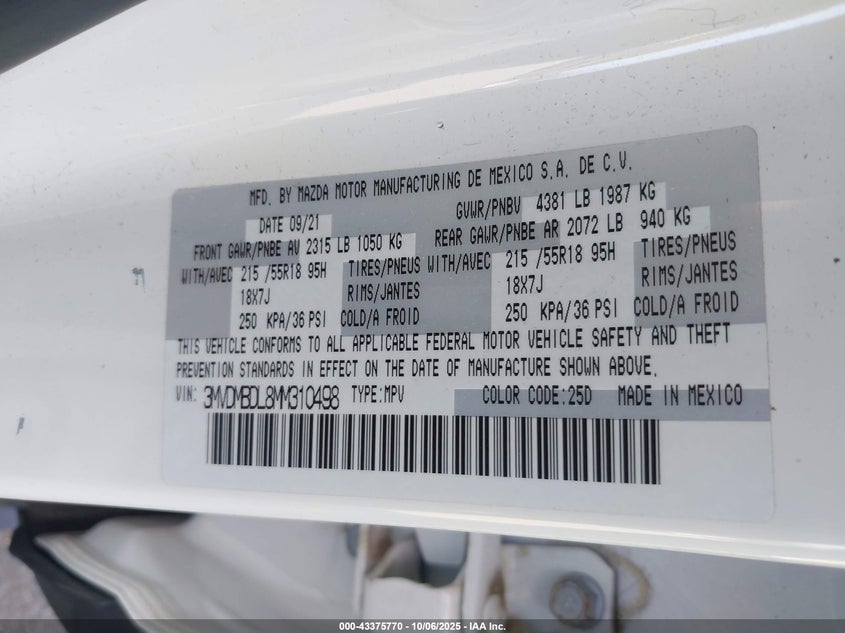 MFD. BY MAZDA MOTOR MANUFACTURING DE MEXICO S.A. DE C.V.
DATE 09/21 GVWR/PNBV 4381 LB 1987 KG
FRONT GAWR/PNBE AV 2315 LB 1050 KG REAR GAWR/PNBE AR 2072 LB 940 KG
WITH/AVEC 215 /55R18 95H TIRES/PNEUS WITH/AVEC 215 /55R18 95H TIRES/PNEUS
18X7J RIMS/JANTES 18X7J RIMS/JANTES
250 KPA/36 PSI COLD/A FROID 250 KPA/36 PSI COLD/A FROID
THIS VEHICLE CONFORMS TO ALL APPLICABLE FEDERAL MOTOR VEHICLE SAFETY AND THEFT
PREVENTION STANDARDS IN EFFECT ON THE DATE OF MANUFACTURE SHOWN ABOVE.
VIN: 3MVDMBDL8MM310498 TYPE:MPV COLOR CODE:25D MADE IN MEXICO
000-43375770 - 10/06/2025 - IAA Inc.